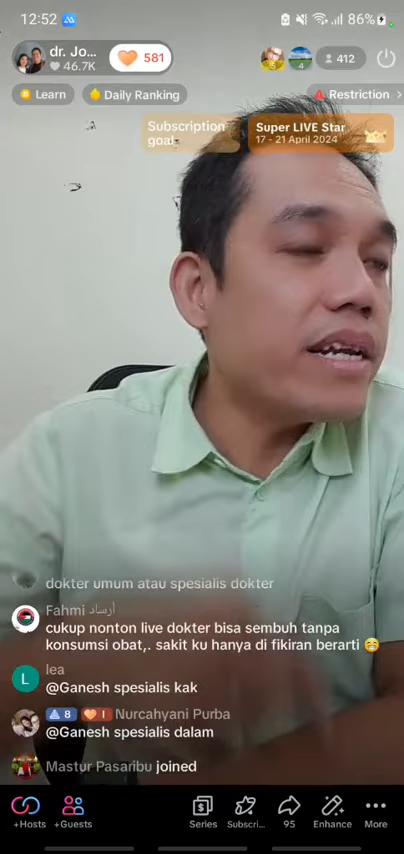 12:52
86%
dr. Jo...
46.7K
581
4
412
Learn
Daily Ranking
Restriction
Subscription
goal
Super LIVE Star
17 - 21 April 2024
dokter umum atau spesialis dokter
Fahmi أرساد
cukup nonton live dokter bisa sembuh tanpa
konsumsi obat,. sakit ku hanya di fikiran berarti 😁
L
lea
@Ganesh spesialis kak
8 1 Nurcahyani Purba
@Ganesh spesialis dalam
Mastur Pasaribu joined
+Hosts
+Guests
Series
Subscri...
95
Enhance
More